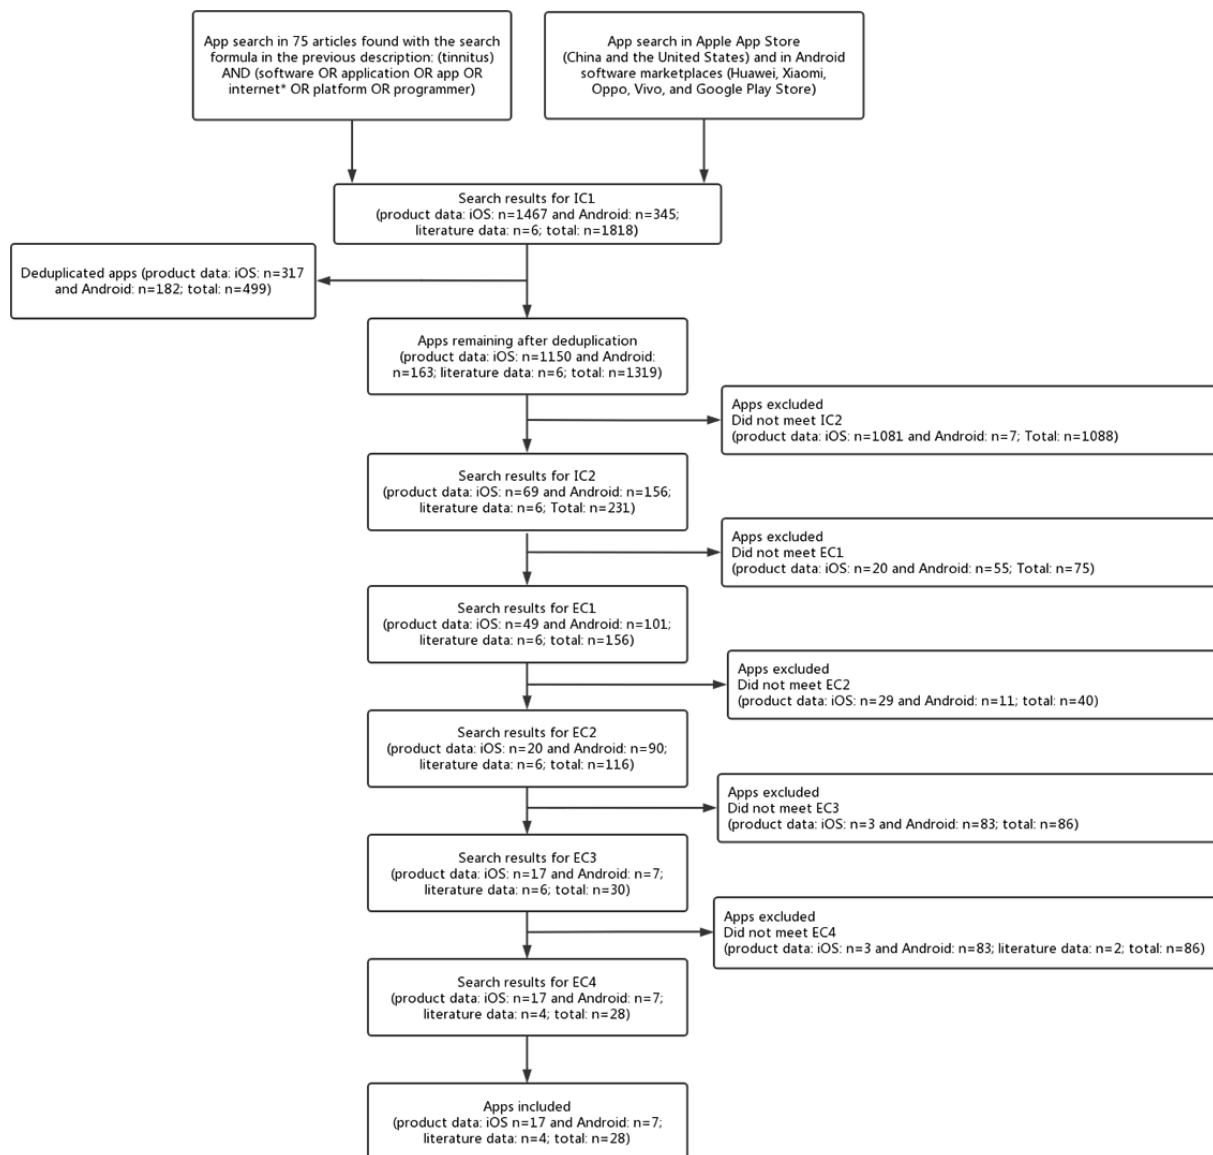 App search in 75 articles found with the search
formula in the previous description: (tinnitus)
AND (software OR application OR app OR
internet* OR platform OR programmer)
App search in Apple App Store
(China and the United States) and in Android
software marketplaces (Huawei, Xiaomi,
Oppo, Vivo, and Google Play Store)
Search results for IC1
(product data: iOS: n=1467 and Android: n=345;
literature data: n=6; total: n=1818)
Deduplicated apps (product data: iOS: n=317
and Android: n=182; total: n=499)
Apps remaining after deduplication
(product data: iOS: n=1150 and Android:
n=163; literature data: n=6; total: n=1319)
Apps excluded
Did not meet IC2
(product data: iOS: n=1081 and Android: n=7; Total: n=1088)
Search results for IC2
(product data: iOS: n=69 and Android: n=156;
literature data: n=6; Total: n=231)
Apps excluded
Did not meet EC1
(product data: iOS: n=20 and Android: n=55; Total: n=75)
Search results for EC1
(product data: iOS: n=49 and Android: n=101;
literature data: n=6; total: n=156)
Apps excluded
Did not meet EC2
(product data: iOS: n=29 and Android: n=11; total: n=40)
Search results for EC2
(product data: iOS: n=20 and Android: n=90;
literature data: n=6; total: n=116)
Apps excluded
Did not meet EC3
(product data: iOS: n=3 and Android: n=83; total: n=86)
Search results for EC3
(product data: iOS: n=17 and Android: n=7;
literature data: n=6; total: n=30)
Apps excluded
Did not meet EC4
(product data: iOS: n=3 and Android: n=83; literature data: n=2; total: n=86)
Search results for EC4
(product data: iOS: n=17 and Android: n=7;
literature data: n=4; total: n=28)
Apps included
(product data: iOS n=17 and Android: n=7;
literature data: n=4; total: n=28)